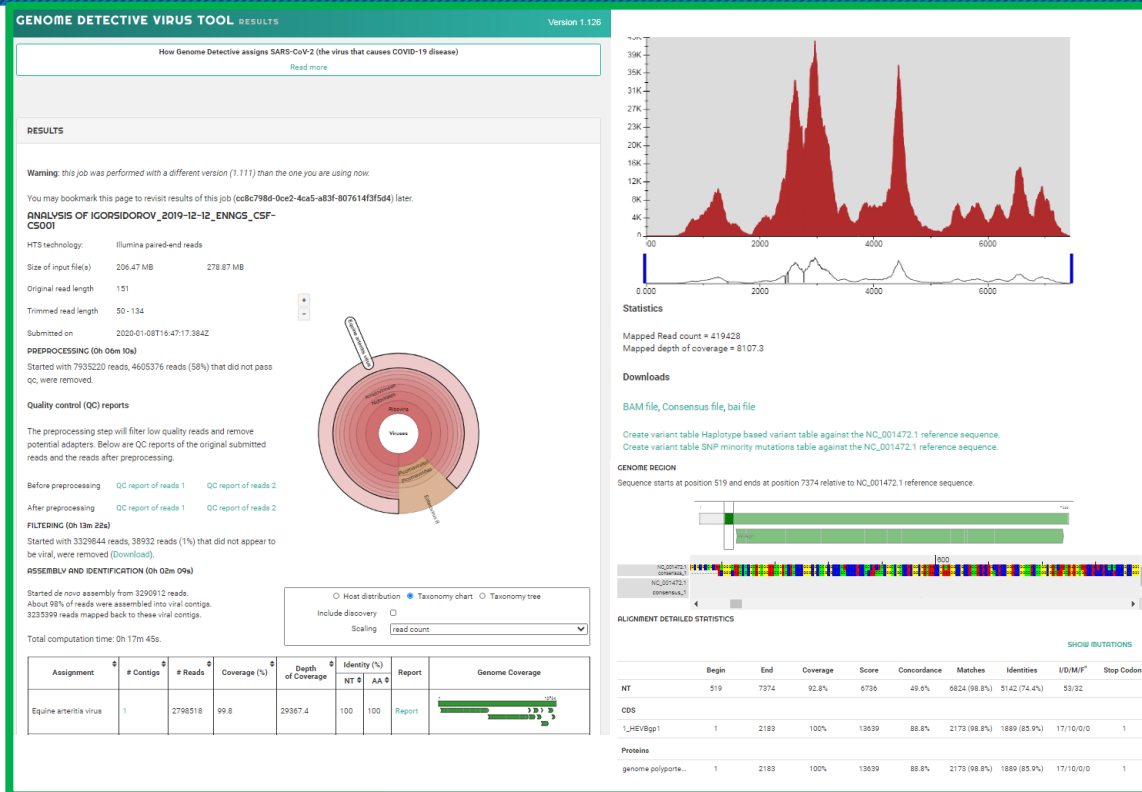 GENOME DETECTIVE VIRUS TOOL RESULTS
Version 1.126
How Genome Detective assigns SARS-CoV-2 (the virus that causes COVID-19 disease)
Read more
RESULTS
Warning: this job was performed with a different version (1.111) than the one you are using now.
You may bookmark this page to revisit results of this job (cc8c798d-0ce2-4ca5-a83f-807614f3f5d4) later.
ANALYSIS OF IGORSIDOROV_2019-12-12_ENNGS_CSF-
CS001
HTS technology: Illumina paired-end reads
Size of input file(s) 206.47 MB 278.87 MB
Original read length 151
Trimmed read length 50 - 134
Submitted on 2020-01-08T16:47:17.384Z
PREPROCESSING (0h 06m 10s)
Started with 7935220 reads, 4605376 reads (58%) that did not pass
qc, were removed.
Quality control (QC) reports
The preprocessing step will filter low quality reads and remove
potential adapters. Below are QC reports of the original submitted
reads and the reads after preprocessing.
Before preprocessing QC report of reads 1 QC report of reads 2
After preprocessing QC report of reads 1 QC report of reads 2
FILTERING (0h 13m 22s)
Started with 3329844 reads, 38932 reads (1%) that did not appear to
be viral, were removed (Download).
ASSEMBLY AND IDENTIFICATION (0h 02m 09s)
Started de novo assembly from 3290912 reads.
About 98% of reads were assembled into viral contigs.
3235399 reads mapped back to these viral contigs.
Total computation time: 0h 17m 45s.
+
−
Equine arteritis virus
Viruses
Host distribution Taxonomy chart Taxonomy tree
Include discovery
Scaling read count
Assignment # Contigs # Reads Coverage (%) Depth of Coverage Identity (%) NT AA Report Genome Coverage
Equine arteritis virus 1 2798518 99.8 29367.4 100 100 Report
39K
35K
31K
27K
23K
20K
16K
12K
8K
4K
0
2000 4000 6000
0.000 2000 4000 6000
Statistics
Mapped Read count = 419428
Mapped depth of coverage = 8107.3
Downloads
BAM file, Consensus file, bai file
Create variant table Haplotype based variant table against the NC_001472.1 reference sequence.
Create variant table SNP minority mutations table against the NC_001472.1 reference sequence.
GENOME REGION
Sequence starts at position 519 and ends at position 7374 relative to NC_001472.1 reference sequence.
600
NC_001472.1
consensus_1
NC_001472.1
consensus_1
ALIGNMENT DETAILED STATISTICS
SHOW MUTATIONS
Begin End Coverage Score Concordance Matches Identities I/D/M/F* Stop Codons
NT 519 7374 92.8% 6736 49.6% 6824 (98.8%) 5142 (74.4%) 53/32
CDS
1_HEVBgp1 1 2183 100% 13639 88.8% 2173 (98.8%) 1889 (85.9%) 17/10/0/0 1
Proteins
genome polyprote... 1 2183 100% 13639 88.8% 2173 (98.8%) 1889 (85.9%) 17/10/0/0 1